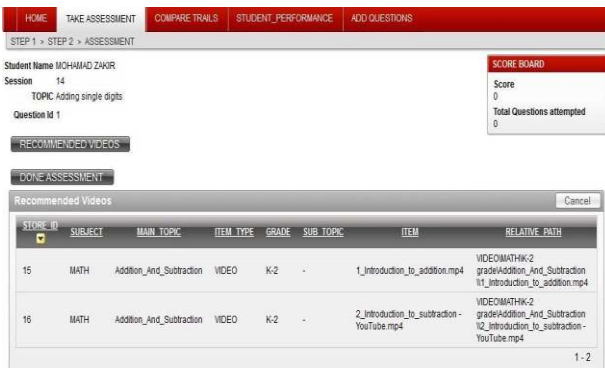 HOME TAKE ASSESSMENT COMPARE TRAILS STUDENT_PERFORMANCE ADD QUESTIONS
STEP 1 > STEP 2 > ASSESSMENT
Student Name MOHAMAD ZAKIR
Session 14
TOPIC Adding single digits
Question Id 1
SCORE BOARD
Score
0
Total Questions attempted
0
RECOMMENDED VIDEOS
DONE ASSESSMENT
Recommended Videos Cancel
STORE_ID SUBJECT MAIN_TOPIC ITEM_TYPE GRADE SUB_TOPIC ITEM RELATIVE_PATH
15 MATH Addition_And_Subtraction VIDEO K-2 - 1_Introduction_to_addition.mp4 VIDEO\MATH\K-2
grade\Addition_And_Subtraction
\\1_Introduction_to_addition.mp4
16 MATH Addition_And_Subtraction VIDEO K-2 - 2_Introduction_to_subtraction -
YouTube.mp4
VIDEO\MATH\K-2
grade\Addition_And_Subtraction
\\2_Introduction_to_subtraction -
YouTube.mp4
1 - 2